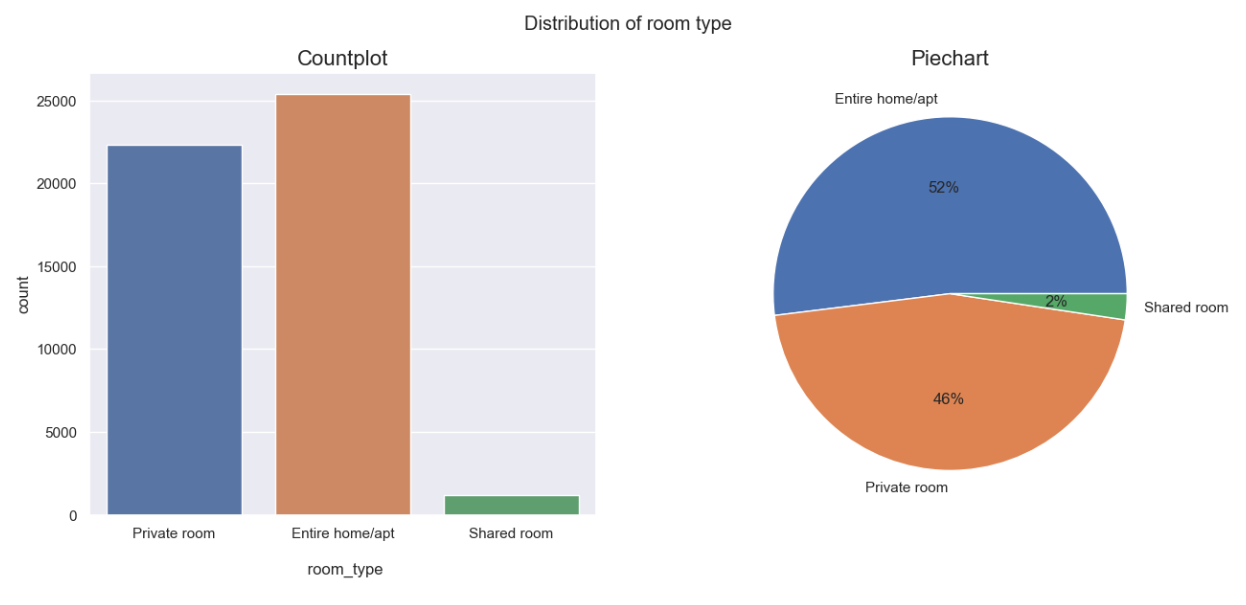 Distribution of room type
Countplot
25000
20000
15000
10000
5000
0
count
Private room
Entire home/apt
Shared room
room_type
Piechart
Entire home/apt
52%
2%
Shared room
46%
Private room